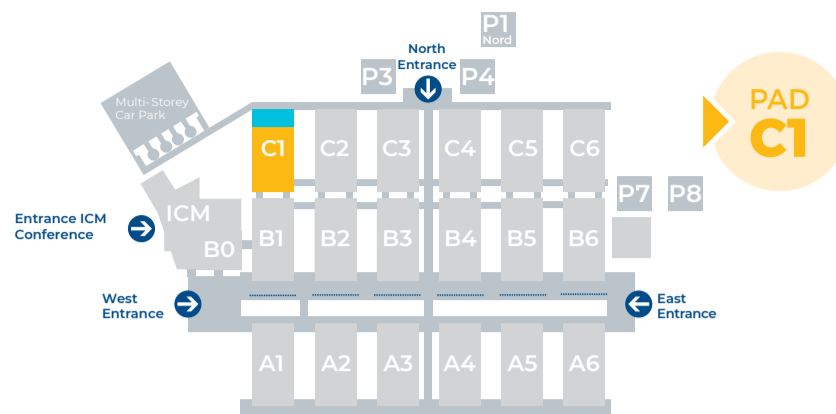 P1
Nord
North
Entrance
P3
P4
PAD
C1
Multi-Storey
Car Park
C1
C2
C3
C4
C5
C6
P7
P8
ICM
Entrance ICM
Conference
B0
B1
B2
B3
B4
B5
B6
West
Entrance
East
Entrance
A1
A2
A3
A4
A5
A6